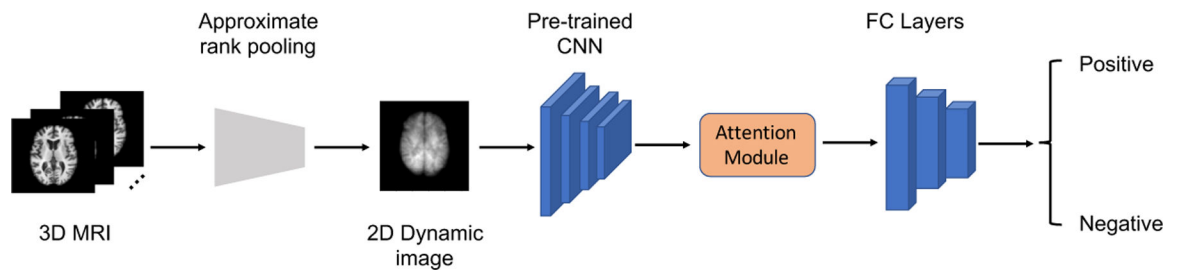 Approximate
rank pooling
Pre-trained
CNN
FC Layers
Positive
Attention
Module
3D MRI
2D Dynamic
image
Negative